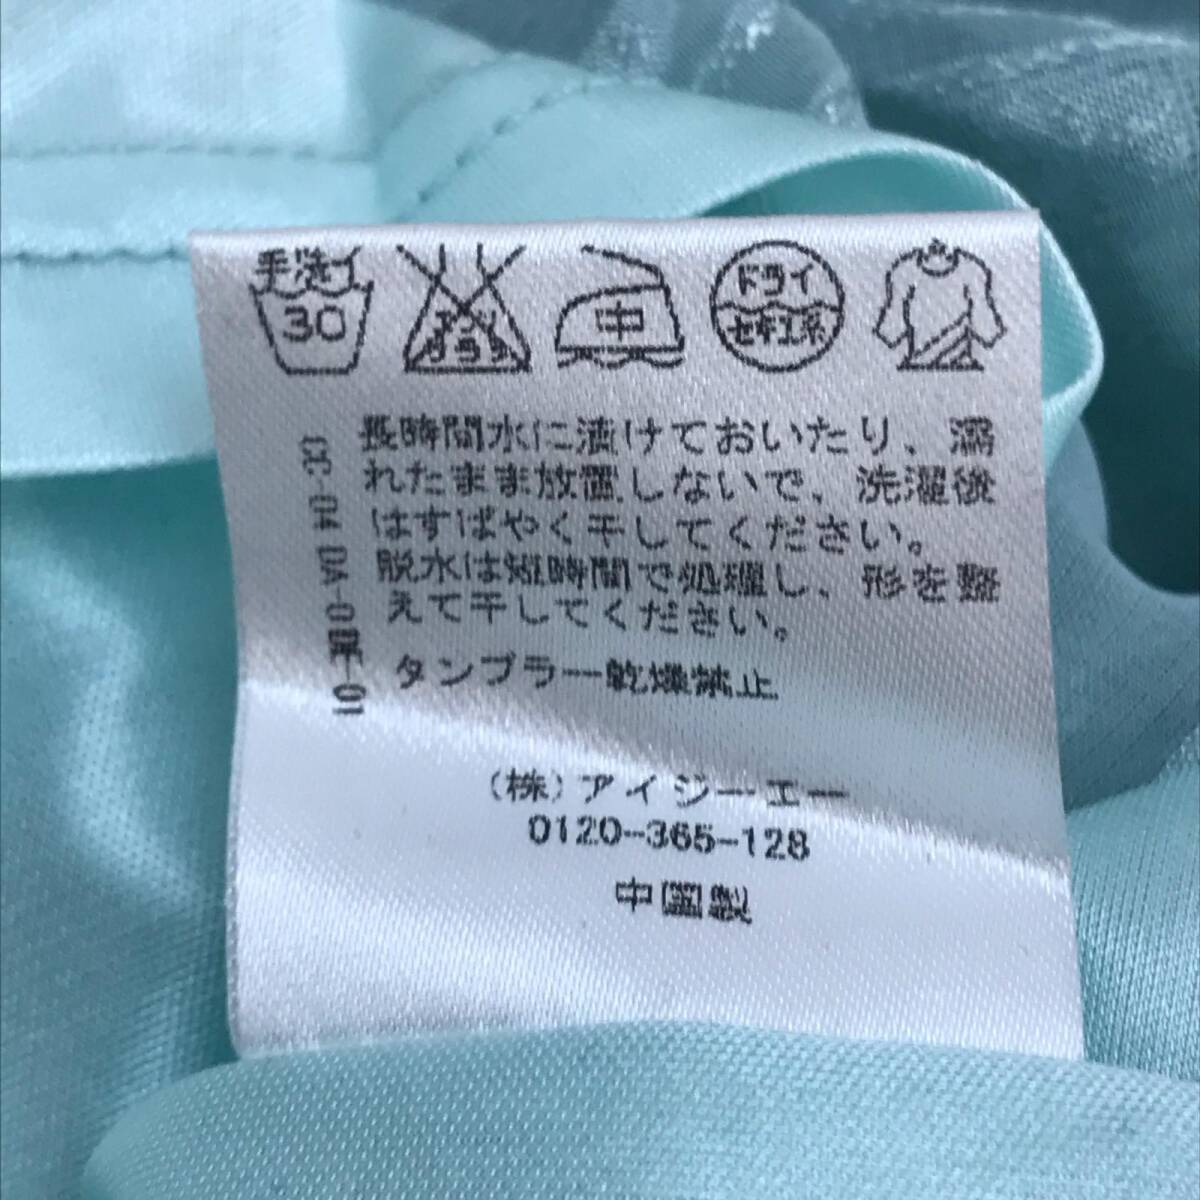 手洗イ
30
エンソ
サラシ
中
ドライ
セキユ系
長時間水に漬けておいたり、濡
れたまま放置しないで、洗濯後
はすばやく干してください。
脱水は短時間で処理し、形を整
えて干してください。
タンブラー乾燥禁止
(株)アイジーエー
0120-365-128
中国製